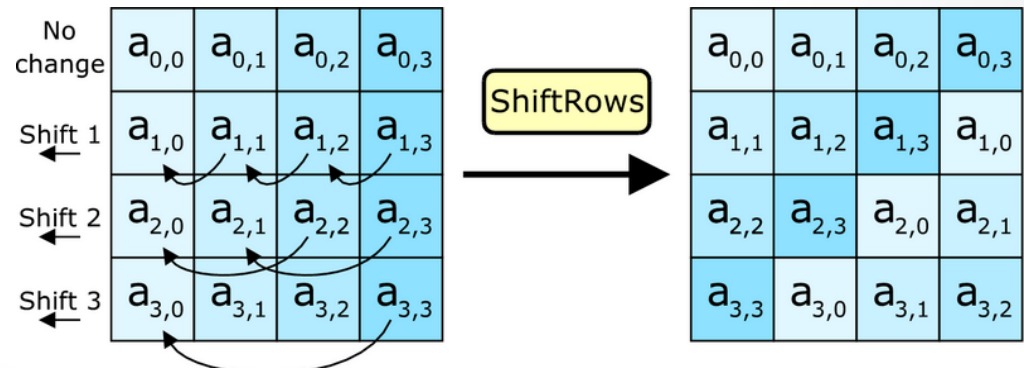 No
change
a0,0 a0,1 a0,2 a0,3
Shift 1
a1,0 a1,1 a1,2 a1,3
Shift 2
a2,0 a2,1 a2,2 a2,3
Shift 3
a3,0 a3,1 a3,2 a3,3
ShiftRows
a0,0 a0,1 a0,2 a0,3
a1,1 a1,2 a1,3 a1,0
a2,2 a2,3 a2,0 a2,1
a3,3 a3,0 a3,1 a3,2